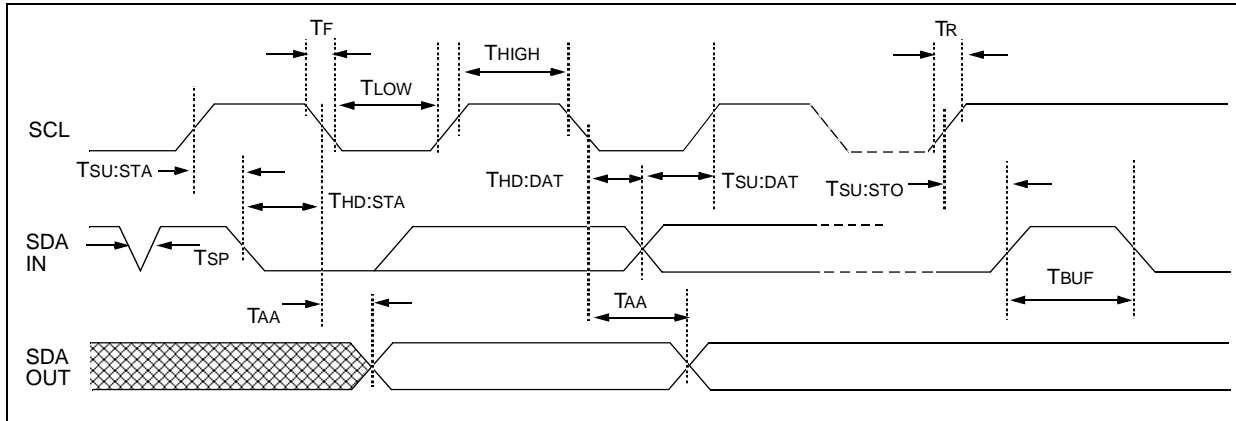 TF
TR
THIGH
TLOW
SCL
TSU:STA
THD:STA
THD:DAT
TSU:DAT
TSU:STO
SDA
IN
TSP
TBUF
TAA
TAA
SDA
OUT